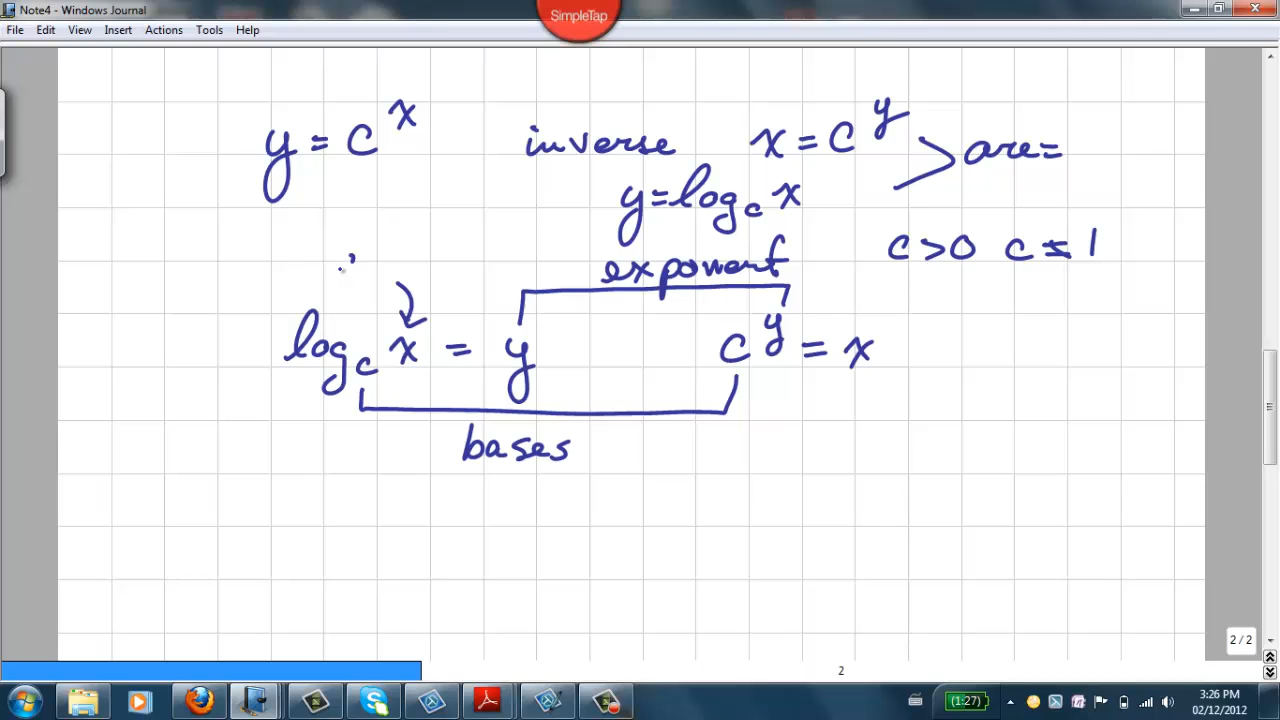 Note4 - Windows Journal
SimpleTap
File Edit View Insert Actions Tools Help
y = c^x inverse x = c^y > are =
y = log_c x
c > 0 c ≠ 1
exponent
log_c x = y c^y = x
bases
2 / 2
2
(1:27)
3:26 PM
02/12/2012